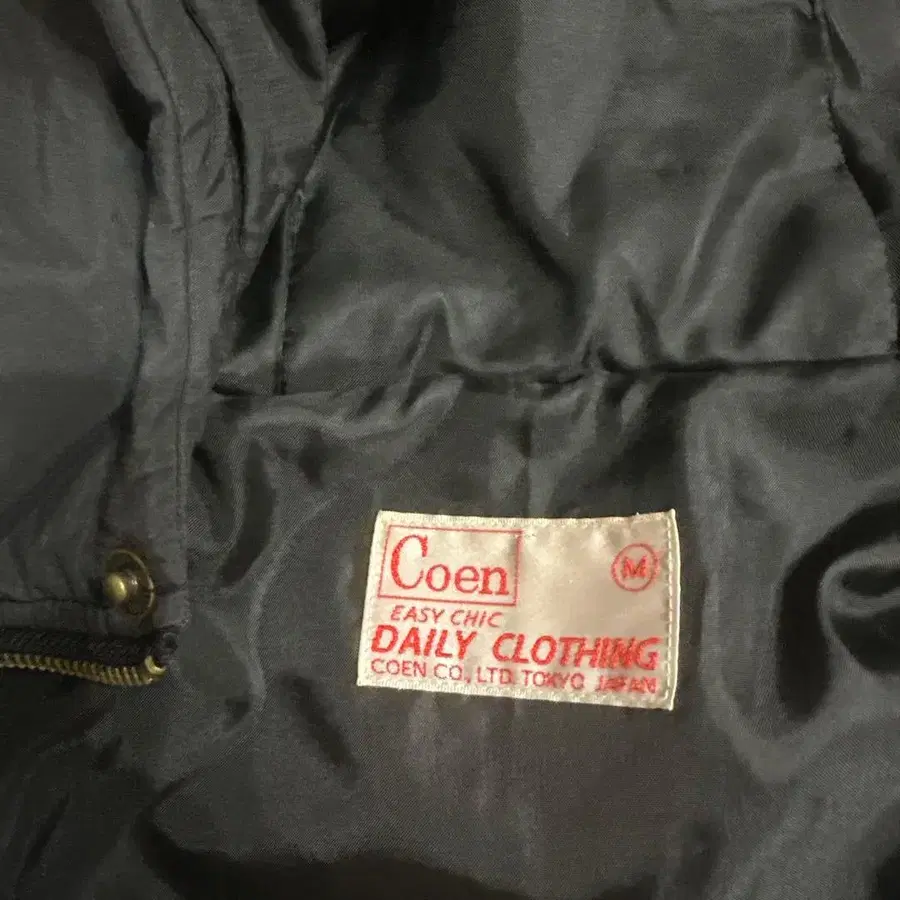 Coen
M
EASY CHIC
DAILY CLOTHING
COEN CO., LTD. TOKYO JAPAN